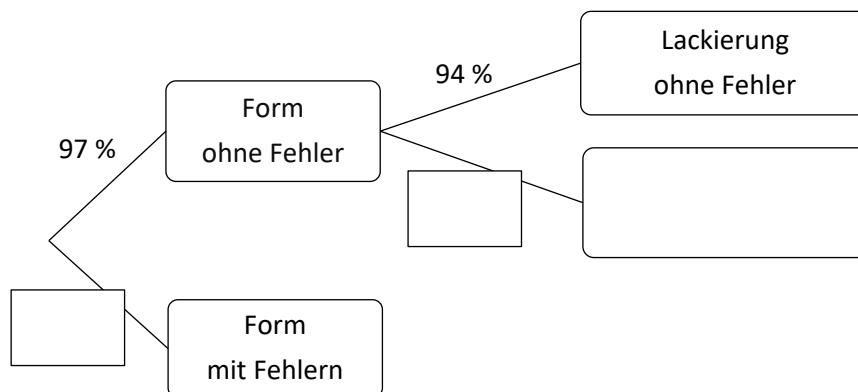 Lackierung
ohne Fehler
94 %
Form
ohne Fehler
97 %
Form
mit Fehlern